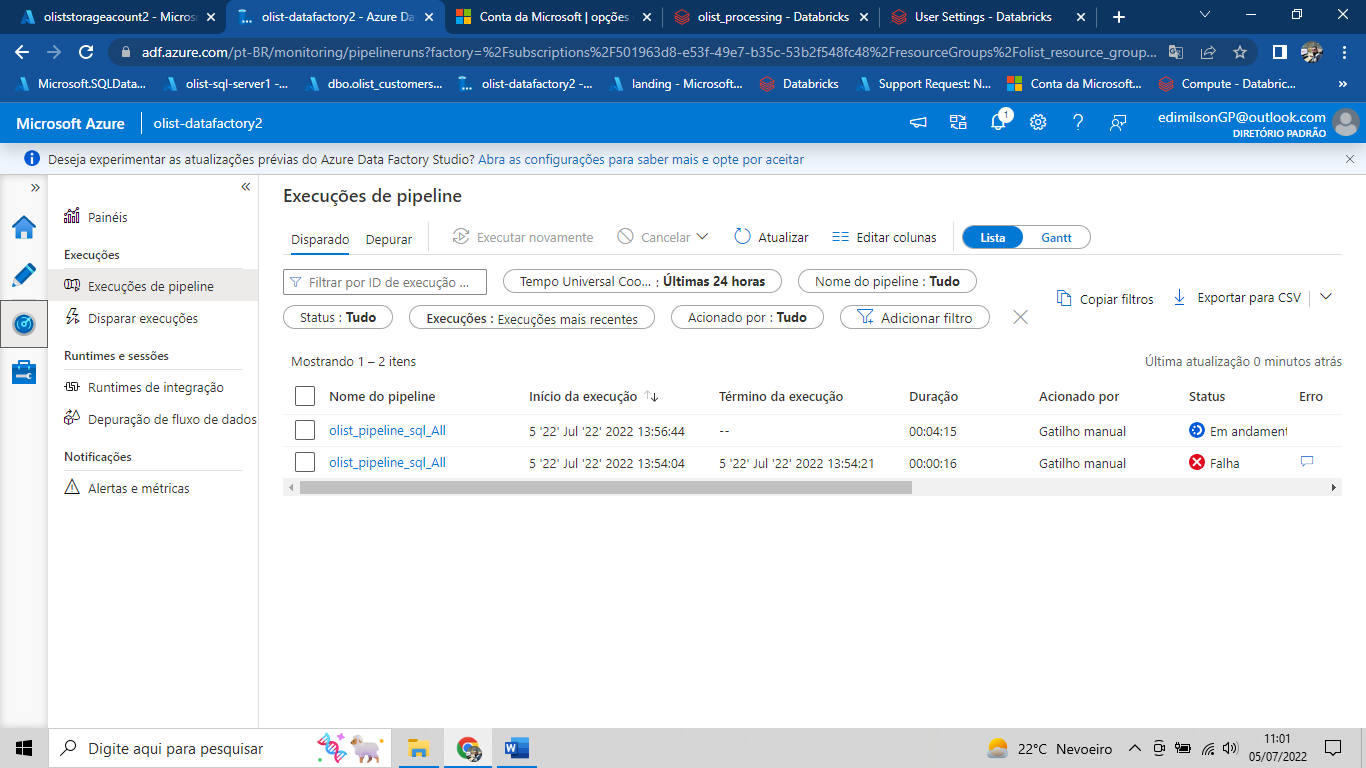 oliststorageacount2 - Micros
olist-datafactory2 - Azure Da
Conta da Microsoft | opções
olist_processing - Databricks
User Settings - Databricks
adf.azure.com/pt-BR/monitoring/pipelineruns?factory=%2Fsubscriptions%2F501963d8-e53f-49e7-b35c-53b2f548fc48%2FresourceGroups%2Folist_resource_group...
Microsoft.SQLData...
olist-sql-server1 -...
dbo.olist_customers...
olist-datafactory2 -...
landing - Microsoft...
Databricks
Support Request: N...
Conta da Microsoft...
Compute - Databric...
»
Microsoft Azure
olist-datafactory2
1
edimilsonGP@outlook.com
DIRETÓRIO PADRÃO
Deseja experimentar as atualizações prévias do Azure Data Factory Studio? Abra as configurações para saber mais e opte por aceitar
Painéis
Execuções
Execuções de pipeline
Disparar execuções
Runtimes e sessões
Runtimes de integração
Depuração de fluxo de dados
Notificações
Alertas e métricas
Execuções de pipeline
Disparado
Depurar
Executar novamente
Cancelar
Atualizar
Editar colunas
Lista
Gantt
Filtrar por ID de execução ...
Tempo Universal Coo... : Últimas 24 horas
Nome do pipeline : Tudo
Status : Tudo
Execuções : Execuções mais recentes
Acionado por : Tudo
Adicionar filtro
Copiar filtros
Exportar para CSV
Mostrando 1 – 2 itens
Última atualização 0 minutos atrás
Nome do pipeline Início da execução Término da execução Duração Acionado por Status Erro
olist_pipeline_sql_All 5 '22' Jul '22' 2022 13:56:44 -- 00:04:15 Gatilho manual Em andament
olist_pipeline_sql_All 5 '22' Jul '22' 2022 13:54:04 5 '22' Jul '22' 2022 13:54:21 00:00:16 Gatilho manual Falha
Digite aqui para pesquisar
22°C Nevoeiro
11:01
05/07/2022